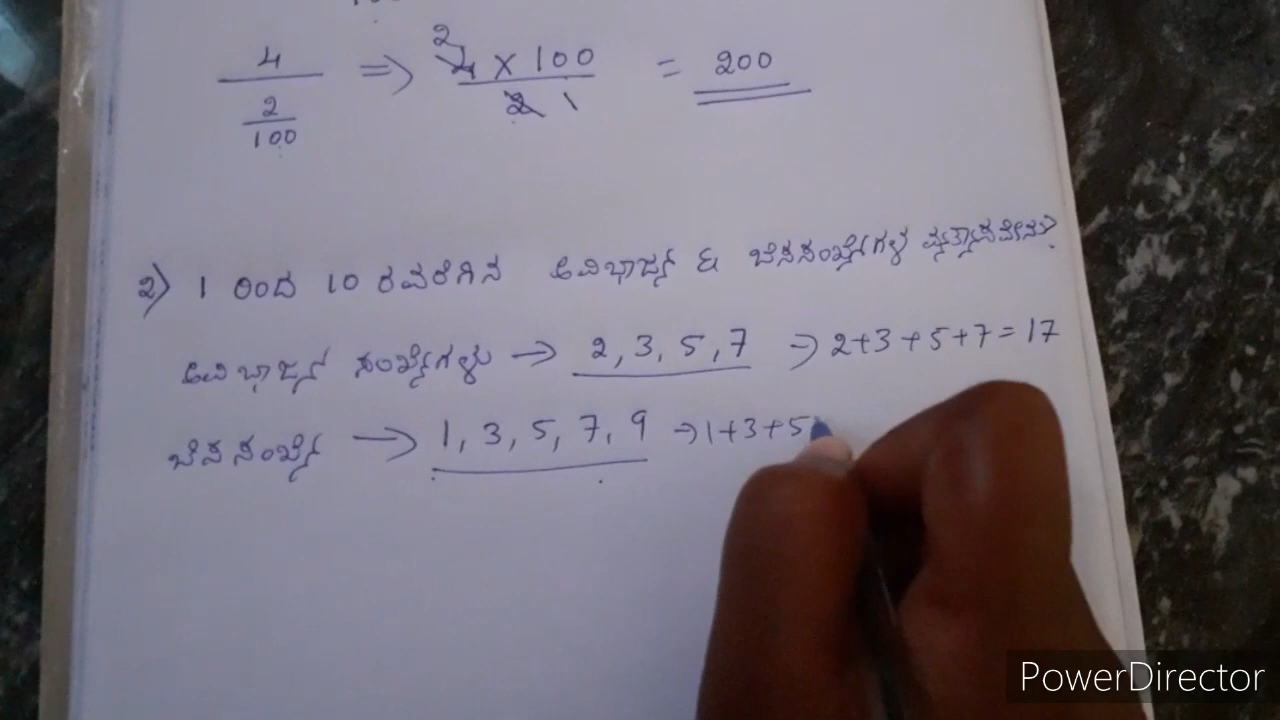 4 / 2/100 => 2 4 x 100 / 2 1 = 200
2) 1 ರಿಂದ 10 ರವರೆಗಿನ ಅವಿಭಾಜ್ಯ & ಬೆಸಸಂಖ್ಯೆಗಳ ವ್ಯತ್ಯಾಸವೇನು?
ಅವಿಭಾಜ್ಯ ಸಂಖ್ಯೆಗಳು → 2, 3, 5, 7 → 2+3+5+7=17
ಬೆಸ ಸಂಖ್ಯೆ → 1, 3, 5, 7, 9 → 1+3+5
PowerDirector